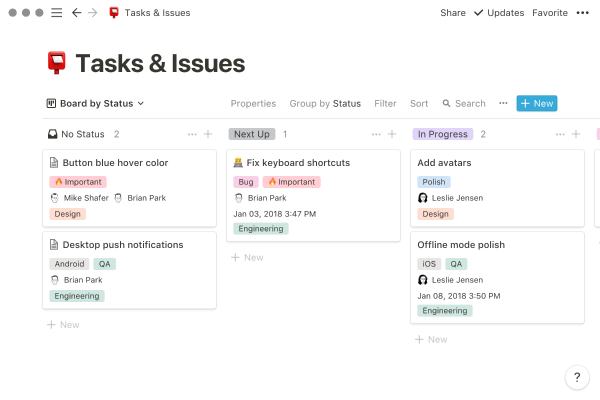 Tasks & Issues
Share
Updates
Favorite
Tasks & Issues
Board by Status
Properties
Group by Status
Filter
Sort
Search
New
No Status 2
Button blue hover color
Important
Mike Shafer Brian Park
Design
Desktop push notifications
Android QA
Brian Park
Engineering
New
Next Up 1
Fix keyboard shortcuts
Bug Important
Brian Park
Jan 03, 2018 3:47 PM
Engineering
New
In Progress 2
Add avatars
Polish
Leslie Jensen
Design
Offline mode polish
iOS QA
Leslie Jensen
Jan 08, 2018 3:50 PM
Engineering
New
?